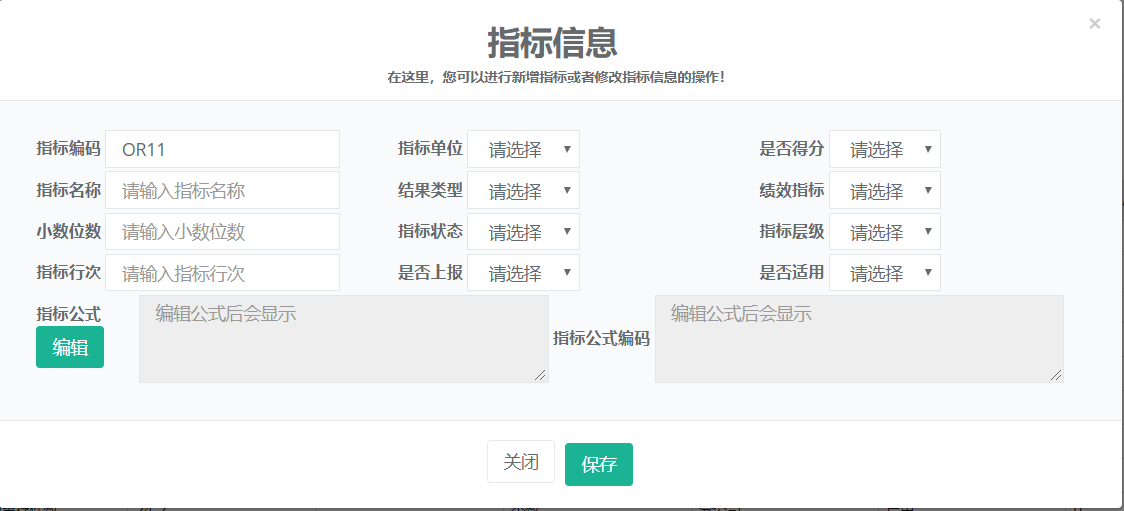 ×
指标信息
在这里，您可以进行新增指标或者修改指标信息的操作！
指标编码 OR11 指标单位 请选择 是否得分 请选择
指标名称 请输入指标名称 结果类型 请选择 绩效指标 请选择
小数位数 请输入小数位数 指标状态 请选择 指标层级 请选择
指标行次 请输入指标行次 是否上报 请选择 是否适用 请选择
指标公式 编辑公式后会显示 指标公式编码 编辑公式后会显示
编辑
关闭 保存